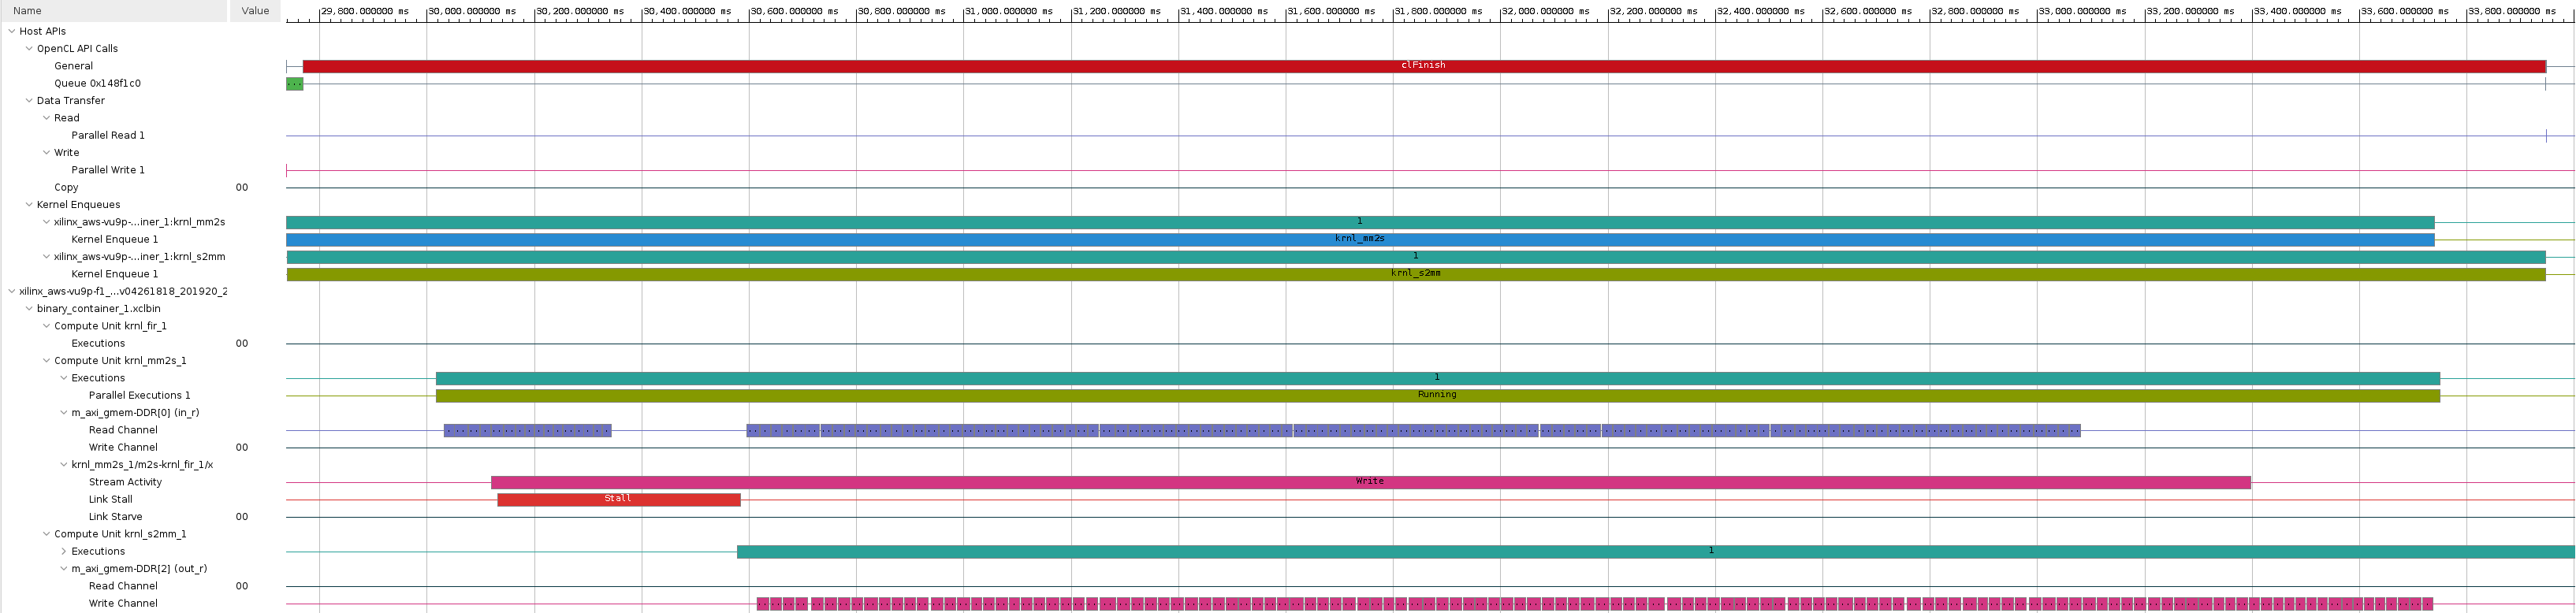 Name Value 29,800.000000 ms 30,000.000000 ms 30,200.000000 ms 30,400.000000 ms 30,600.000000 ms 30,800.000000 ms 31,000.000000 ms 31,200.000000 ms 31,400.000000 ms 31,600.000000 ms 31,800.000000 ms 32,000.000000 ms 32,200.000000 ms 32,400.000000 ms 32,600.000000 ms 32,800.000000 ms 33,000.000000 ms 33,200.000000 ms 33,400.000000 ms 33,600.000000 ms 33,800.000000 ms
Host APIs
OpenCL API Calls
General clFinish
Queue 0x148f1c0 ...
Data Transfer
Read
Parallel Read 1
Write
Parallel Write 1
Copy 00
Kernel Enqueues
xilinx_aws-vu9p-...iner_1:krnl_mm2s 1
Kernel Enqueue 1 krnl_mm2s
xilinx_aws-vu9p-...iner_1:krnl_s2mm 1
Kernel Enqueue 1 krnl_s2mm
xilinx_aws-vu9p-f1_...v04261818_201920_2
binary_container_1.xclbin
Compute Unit krnl_fir_1
Executions 00
Compute Unit krnl_mm2s_1
Executions 1
Parallel Executions 1 Running
m_axi_gmem-DDR[0] (in_r)
Read Channel
Write Channel 00
krnl_mm2s_1/m2s-krnl_fir_1/x
Stream Activity Write
Link Stall Stall
Link Starve 00
Compute Unit krnl_s2mm_1
Executions 1
m_axi_gmem-DDR[2] (out_r)
Read Channel 00
Write Channel